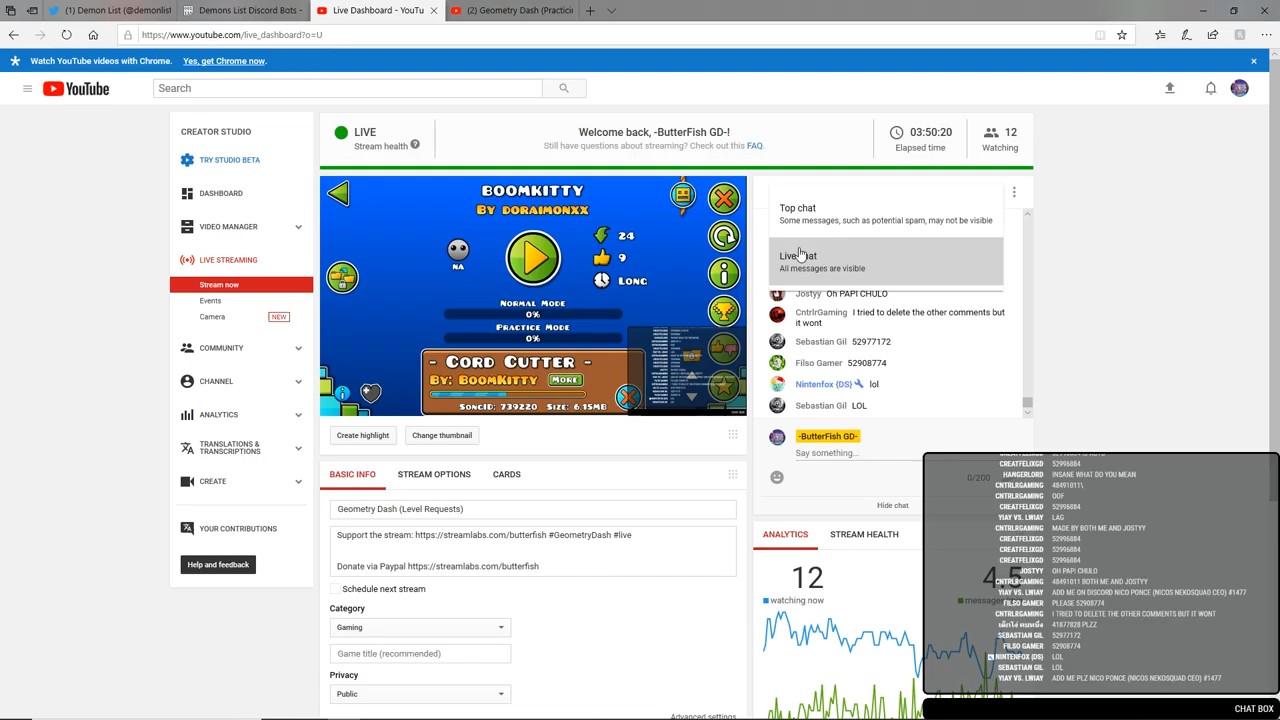 (1) Demon List (@demonlist
Demons List Discord Bots -
Live Dashboard - YouTu
(2) Geometry Dash (Practice
https://www.youtube.com/live_dashboard?o=U
Watch YouTube videos with Chrome. Yes, get Chrome now.
YouTube
Search
CREATOR STUDIO
TRY STUDIO BETA
DASHBOARD
VIDEO MANAGER
LIVE STREAMING
Stream now
Events
Camera NEW
COMMUNITY
CHANNEL
ANALYTICS
TRANSLATIONS &
TRANSCRIPTIONS
CREATE
YOUR CONTRIBUTIONS
Help and feedback
LIVE
Stream health
Welcome back, -ButterFish GD-!
Still have questions about streaming? Check out this FAQ.
03:50:20
Elapsed time
12
Watching
BOOMKITTY
BY DORAIMONXX
NA
24
9
LONG
NORMAL MODE
0%
PRACTICE MODE
0%
- CORD CUTTER -
BY: BOOMKITTY MORE
SONGID: 739220 SIZE: 6.15MB
Create highlight
Change thumbnail
BASIC INFO STREAM OPTIONS CARDS
Geometry Dash (Level Requests)
Support the stream: https://streamlabs.com/butterfish #GeometryDash #live
Donate via Paypal https://streamlabs.com/butterfish
Schedule next stream
Category
Gaming
Game title (recommended)
Privacy
Public
Advanced settings
Top chat
Some messages, such as potential spam, may not be visible
Live chat
All messages are visible
Jostyy Oh PAPI CHULO
CntrlrGaming I tried to delete the other comments but
it wont
Sebastian Gil 52977172
Filso Gamer 52908774
Nintenfox {DS} lol
Sebastian Gil LOL
-ButterFish GD-
Say something...
0/200
Hide chat
ANALYTICS STREAM HEALTH
12
watching now
4.5
CREATFELIXGD 52996884
HANGERLORD INSANE WHAT DO YOU MEAN
CNTRLRGAMING 48491011\
CNTRLRGAMING OOF
CREATFELIXGD 52996884
YIAY VS. LWIAY LAG
CNTRLRGAMING MADE BY BOTH ME AND JOSTYY
CREATFELIXGD 52996884
CREATFELIXGD 52996884
CREATFELIXGD 52996884
JOSTYY OH PAPI CHULO
CNTRLRGAMING 48491011 BOTH ME AND JOSTYY
YIAY VS. LWIAY ADD ME ON DISCORD NICO PONCE (NICOS NEKOSQUAD CEO) #1477
FILSO GAMER PLEASE 52908774
CNTRLRGAMING I TRIED TO DELETE THE OTHER COMMENTS BUT IT WONT
41877828 PLZZ
SEBASTIAN GIL 52977172
FILSO GAMER 52908774
NINTENFOX {DS} LOL
SEBASTIAN GIL LOL
YIAY VS. LWIAY ADD ME PLZ NICO PONCE (NICOS NEKOSQUAD CEO) #1477
CHAT BOX